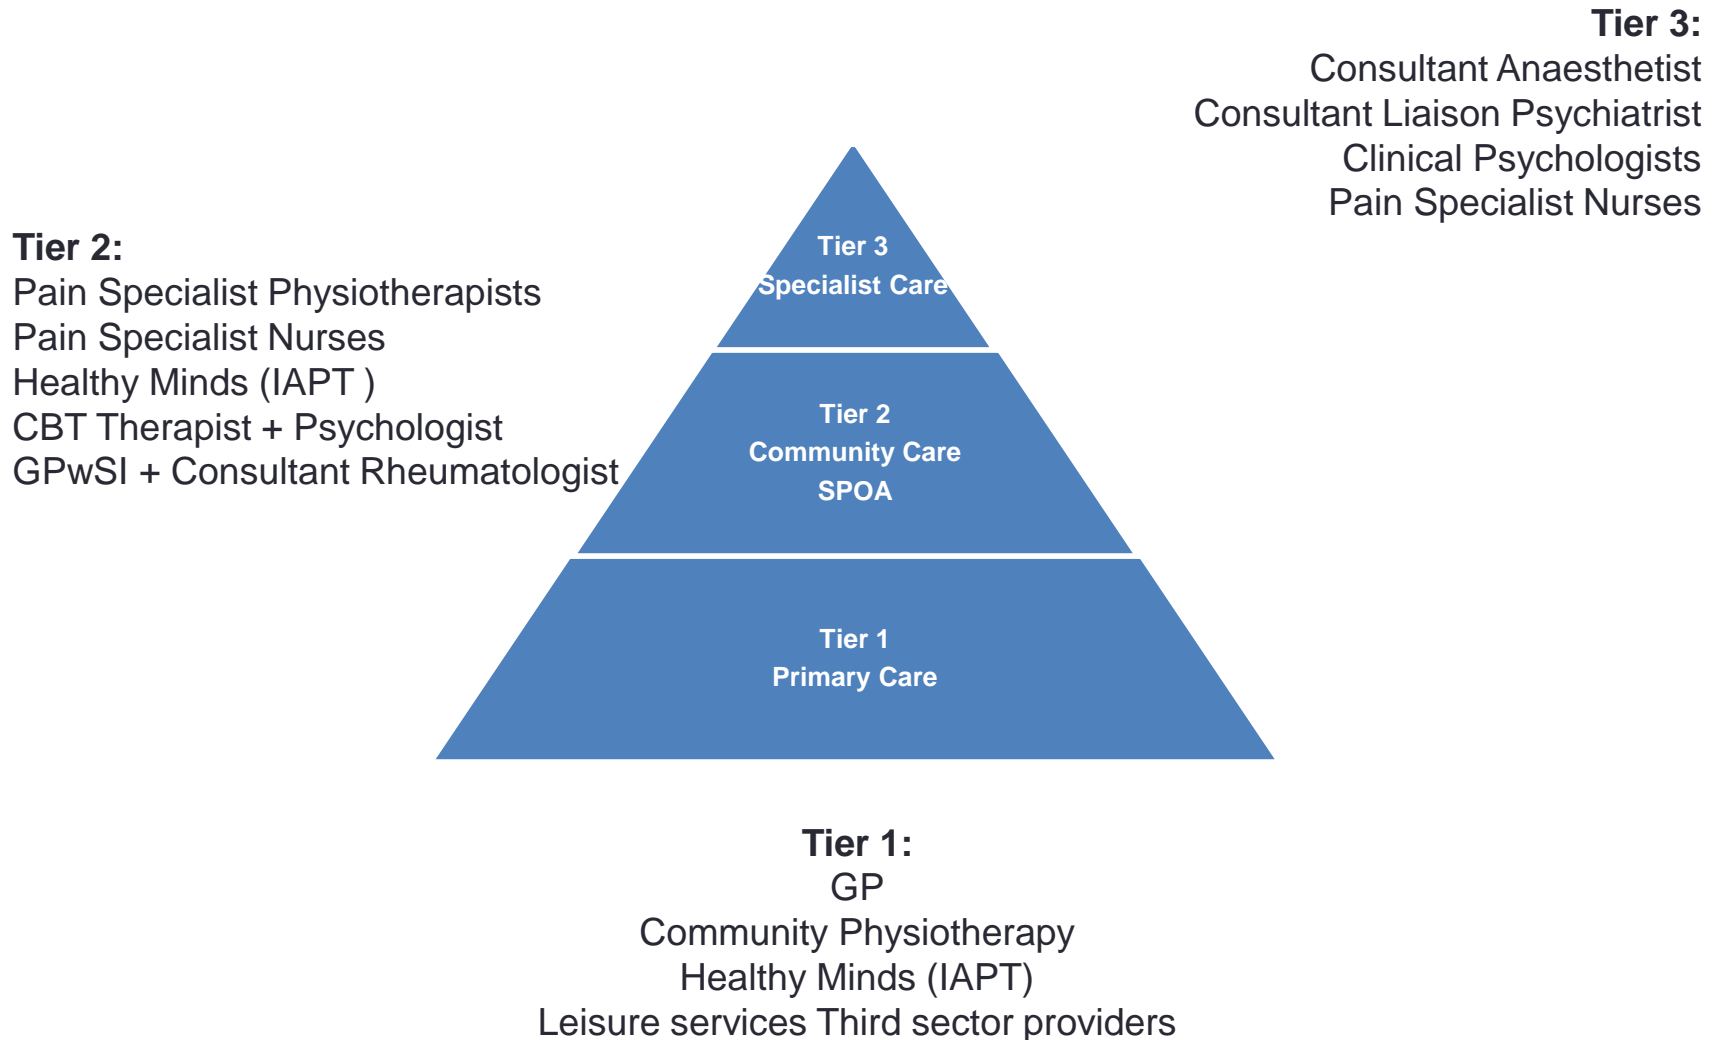 Tier 3:
Consultant Anaesthetist
Consultant Liaison Psychiatrist
Clinical Psychologists
Pain Specialist Nurses
Tier 2:
Pain Specialist Physiotherapists
Pain Specialist Nurses
Healthy Minds (IAPT )
CBT Therapist + Psychologist
GPwSI + Consultant Rheumatologist
Tier 3
Specialist Care
Tier 2
Community Care
SPOA
Tier 1
Primary Care
Tier 1:
GP
Community Physiotherapy
Healthy Minds (IAPT)
Leisure services Third sector providers